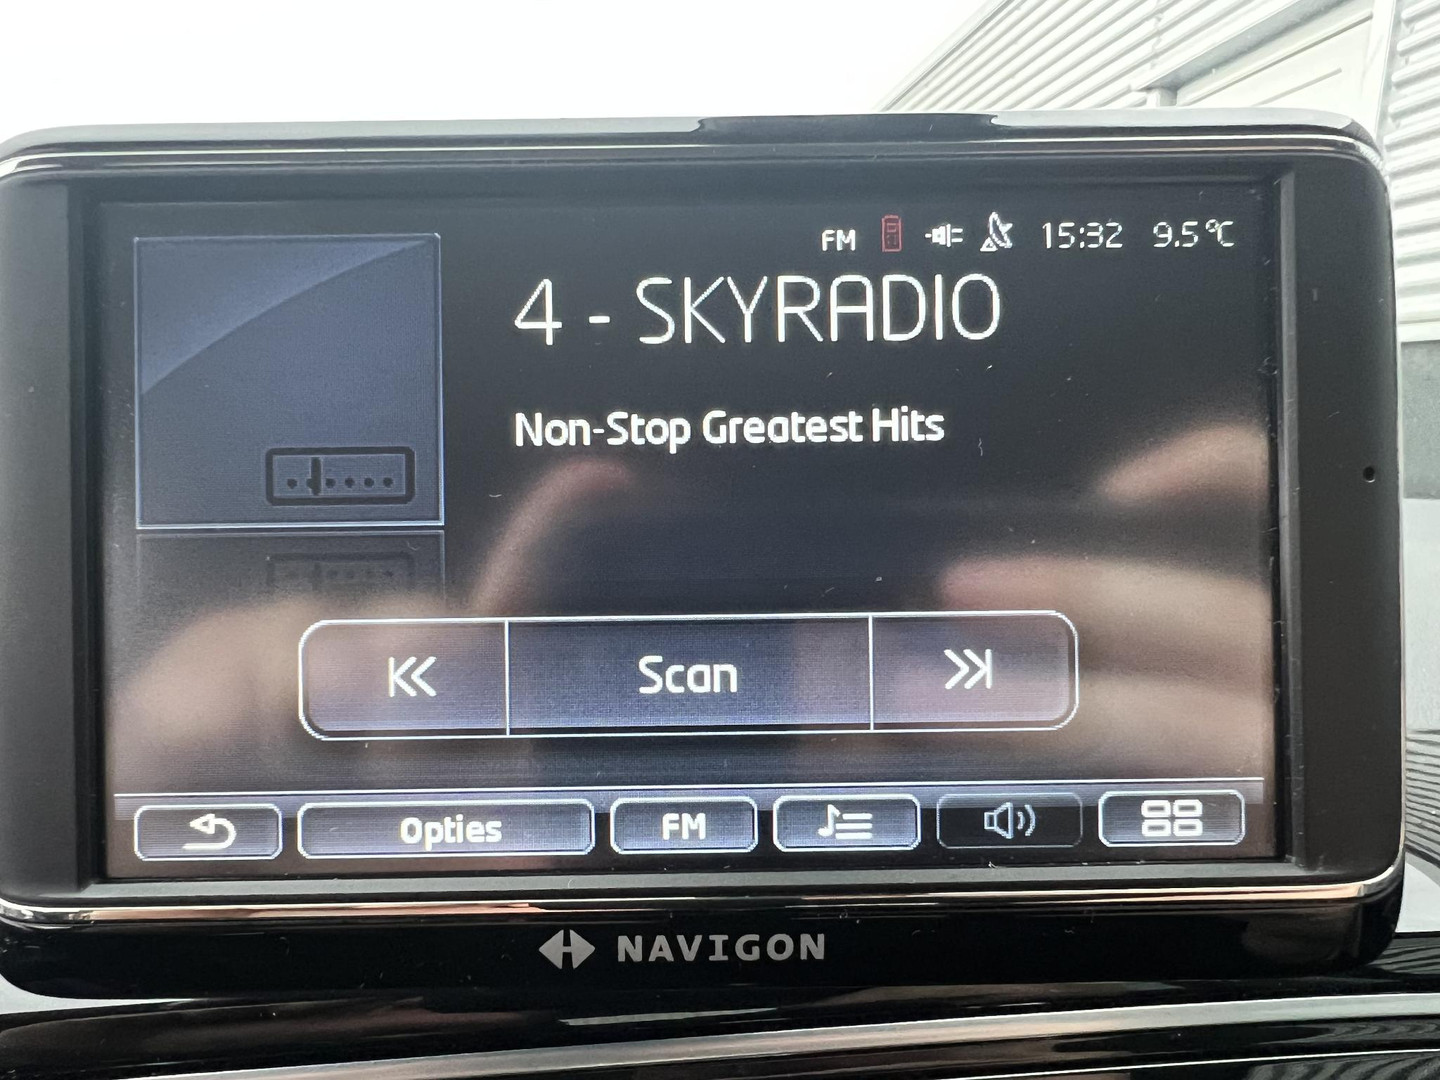 FM 15:32 9.5°C
4 - SKYRADIO
Non-Stop Greatest Hits
Scan
Opties FM
NAVIGON